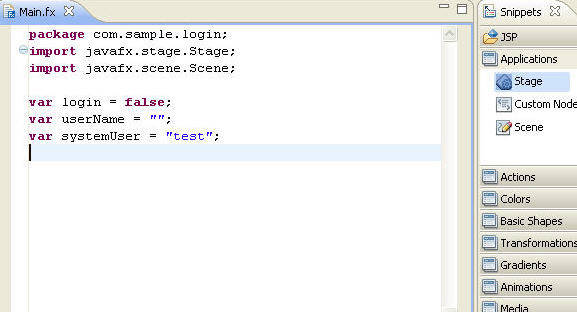 Main.fx
package com.sample.login;
import javafx.stage.Stage;
import javafx.scene.Scene;
var login = false;
var userName = "";
var systemUser = "test";
Snippets
JSP
Applications
Stage
Custom Node
Scene
Actions
Colors
Basic Shapes
Transformations
Gradients
Animations
Media